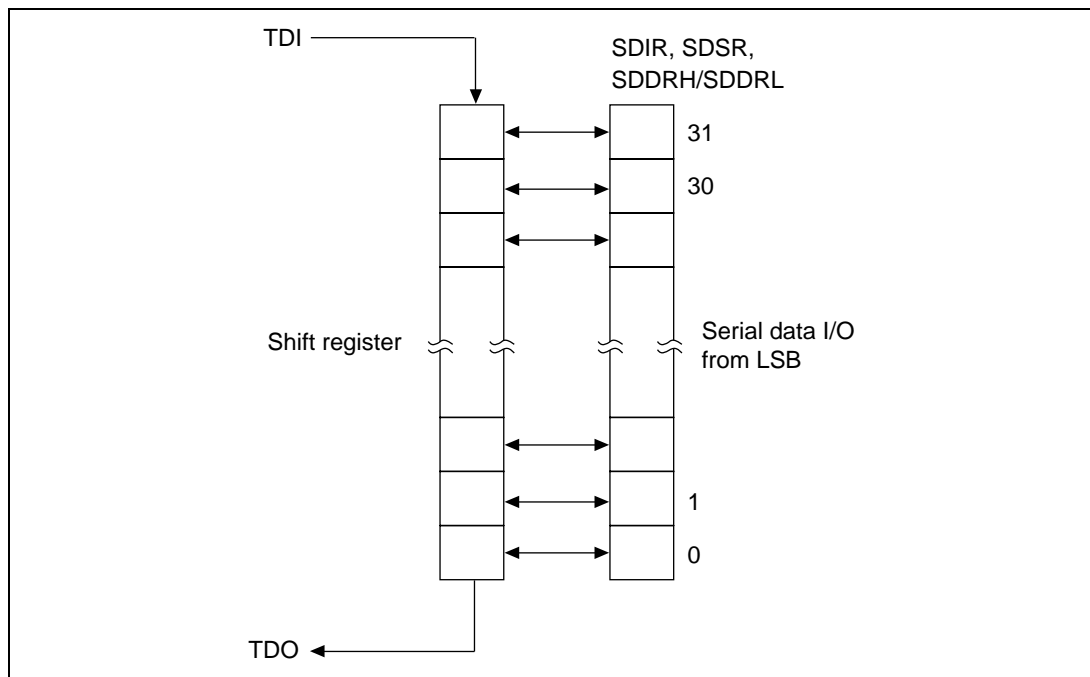 TDI
SDIR, SDSR,
SDDRH/SDDRL
31
30
Shift register
Serial data I/O
from LSB
1
0
TDO